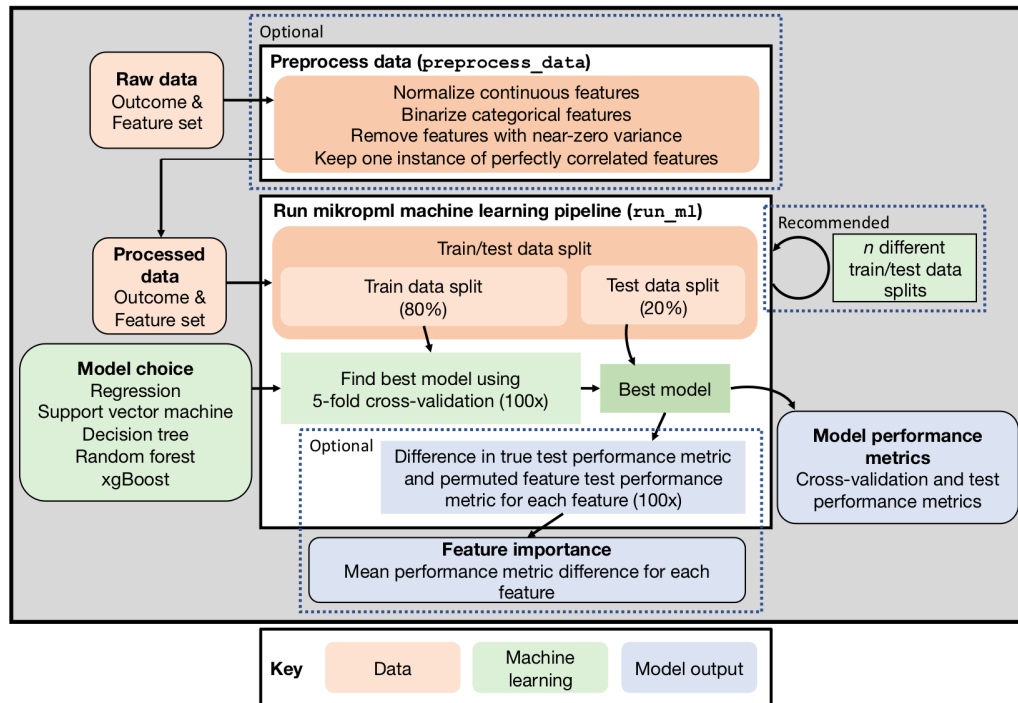 Optional
Preprocess data (preprocess_data)
Raw data
Outcome &
Feature set
Normalize continuous features
Binarize categorical features
Remove features with near-zero variance
Keep one instance of perfectly correlated features
Run mikropml machine learning pipeline (run_ml)
Recommended
n different
train/test data
splits
Train/test data split
Processed
data
Outcome &
Feature set
Train data split
(80%)
Test data split
(20%)
Model choice
Regression
Support vector machine
Decision tree
Random forest
xgBoost
Find best model using
5-fold cross-validation (100x)
Best model
Model performance
metrics
Cross-validation and test
performance metrics
Optional
Difference in true test performance metric
and permuted feature test performance
metric for each feature (100x)
Feature importance
Mean performance metric difference for each
feature
Key
Data
Machine
learning
Model output